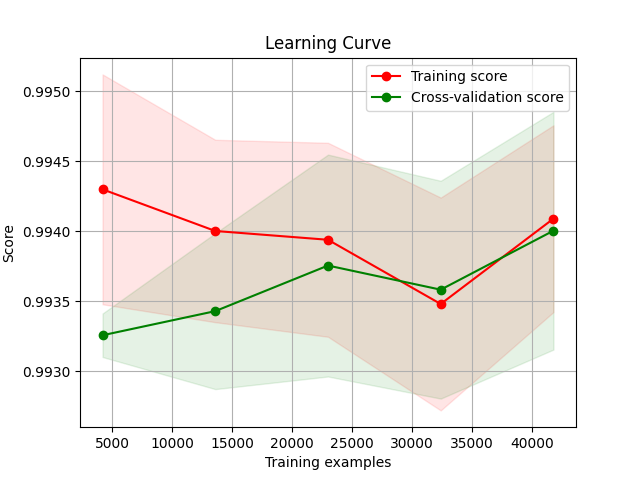 Learning Curve
Training score
Cross-validation score
0.9950
0.9945
0.9940
0.9935
0.9930
Score
5000 10000 15000 20000 25000 30000 35000 40000
Training examples